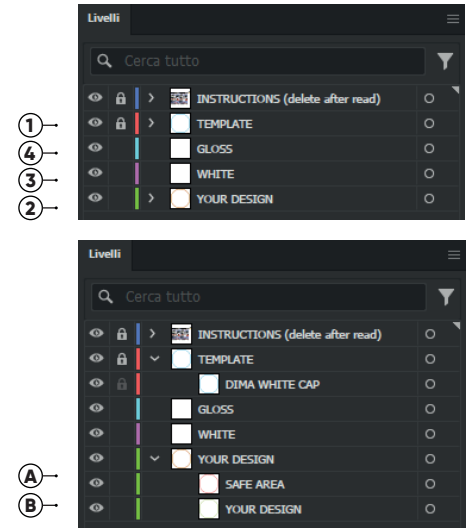 Livelli
Cerca tutto
INSTRUCTIONS (delete after read)
1 TEMPLATE
4 GLOSS
3 WHITE
2 YOUR DESIGN
Livelli
Cerca tutto
INSTRUCTIONS (delete after read)
TEMPLATE
DIMA WHITE CAP
GLOSS
WHITE
YOUR DESIGN
A SAFE AREA
B YOUR DESIGN